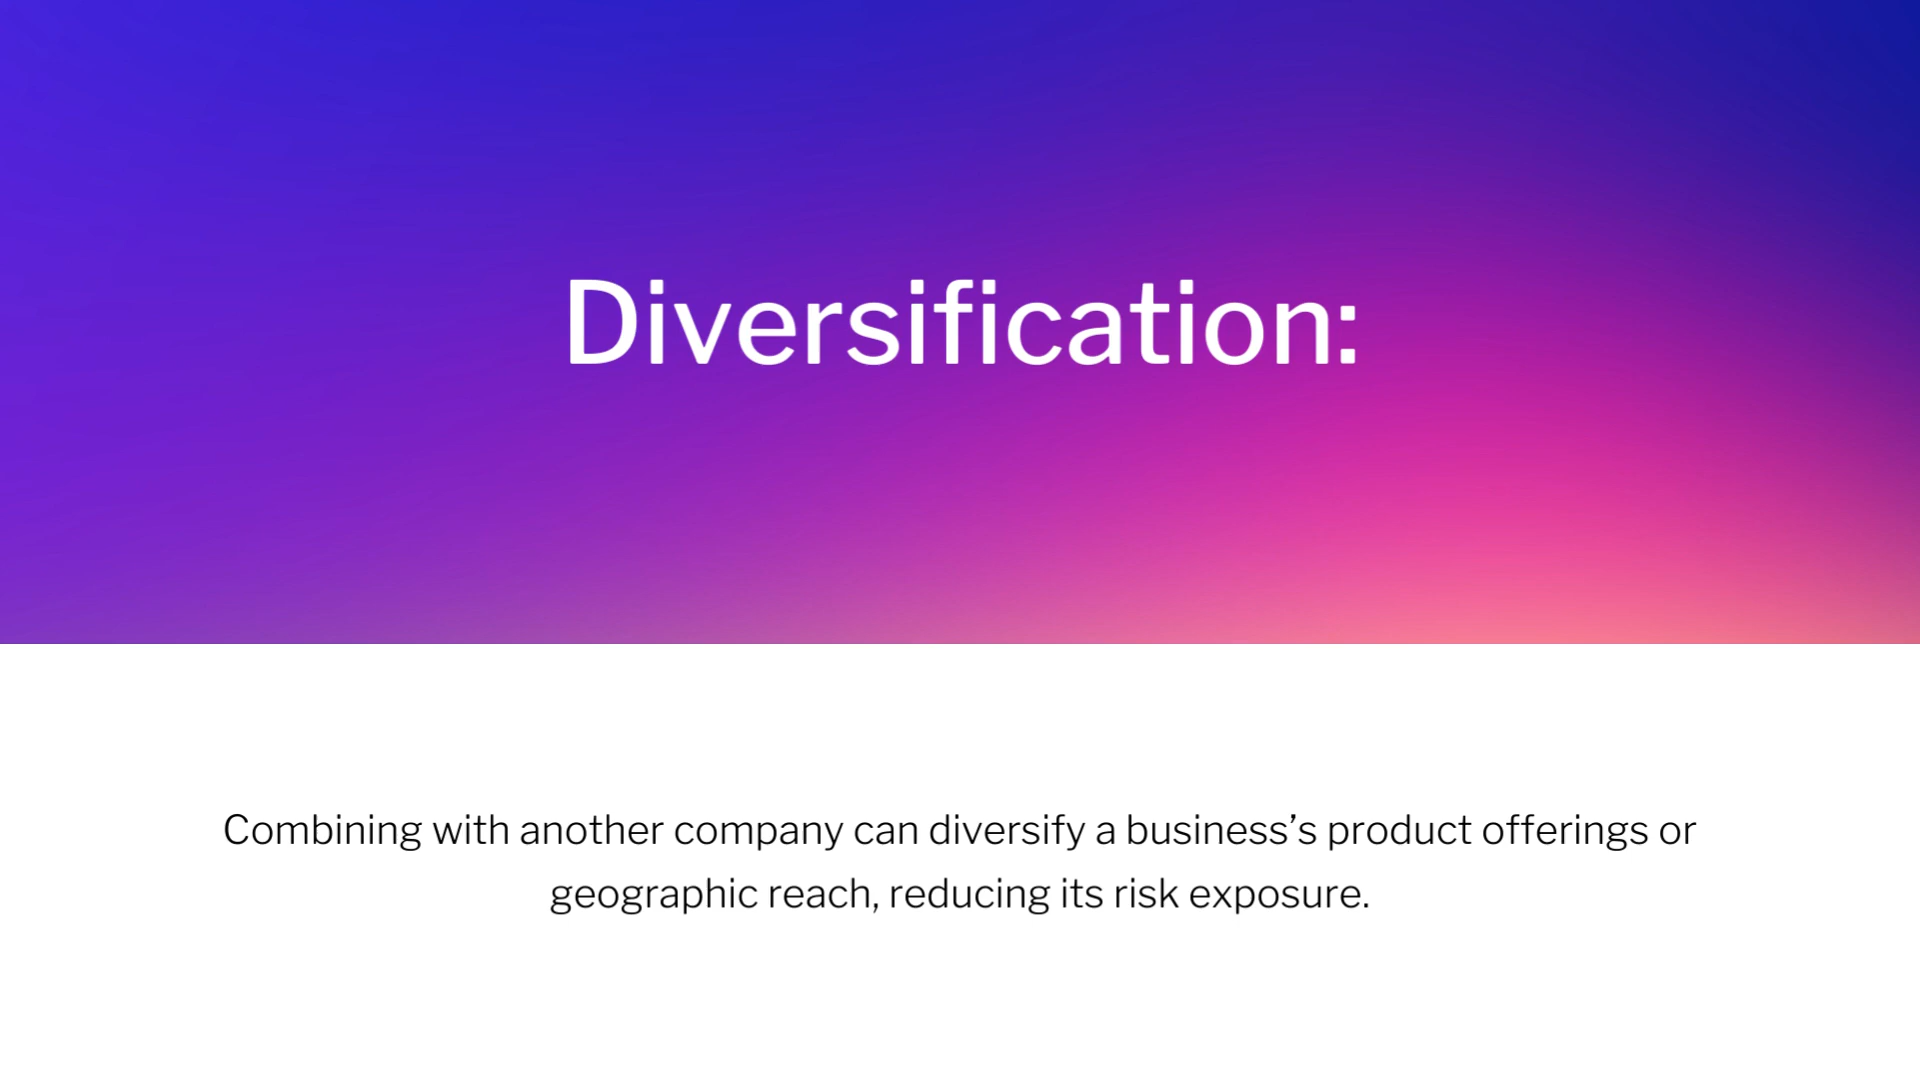 Diversification:
Combining with another company can diversify a business’s product offerings or
geographic reach, reducing its risk exposure.